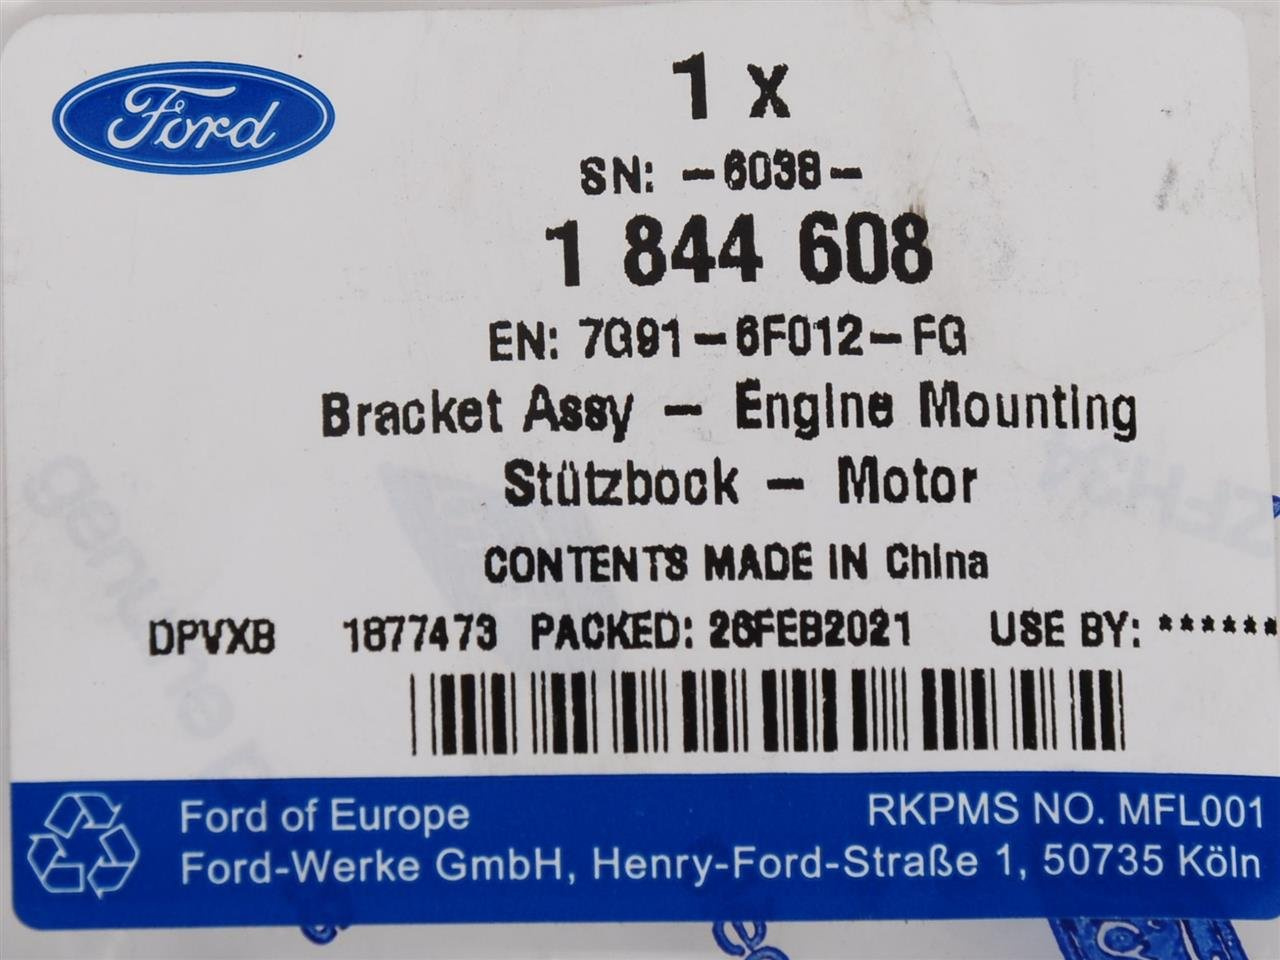 Ford
1 x
SN: -6038-
1 844 608
EN: 7G91-6F012-FG
Bracket Assy - Engine Mounting
Stützbock - Motor
CONTENTS MADE IN China
DPVXB 1877473 PACKED: 26FEB2021 USE BY: ******
Ford of Europe
RKPMS NO. MFL001
Ford-Werke GmbH, Henry-Ford-Straße 1, 50735 Köln